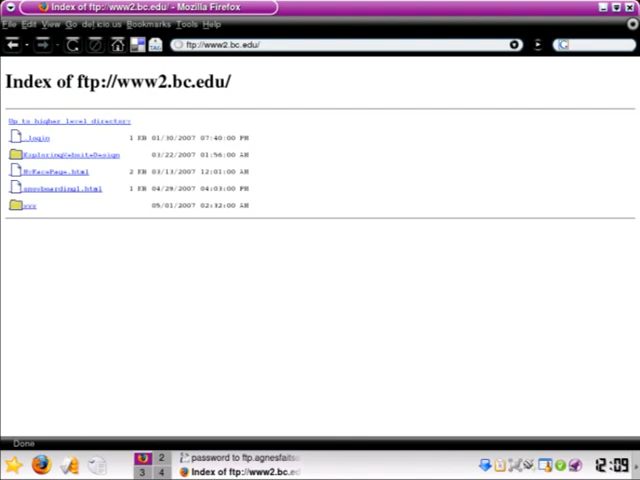 Index of ftp://www2.bc.edu/ - Mozilla Firefox
File Edit View Go del.icio.us Bookmarks Tools Help
ftp://www2.bc.edu/
Index of ftp://www2.bc.edu/
Up to higher level directory
.login 1 KB 01/30/2007 07:40:00 PM
ExploringWebsiteDesign 03/22/2007 01:56:00 AM
MyFacePage.html 2 KB 03/13/2007 12:01:00 AM
snowboarding1.html 1 KB 04/29/2007 04:03:00 PM
05/01/2007 02:32:00 AM
Done
2
password to ftp.agnesfaitsa
3 4
Index of ftp://www2.bc.ed
12:09